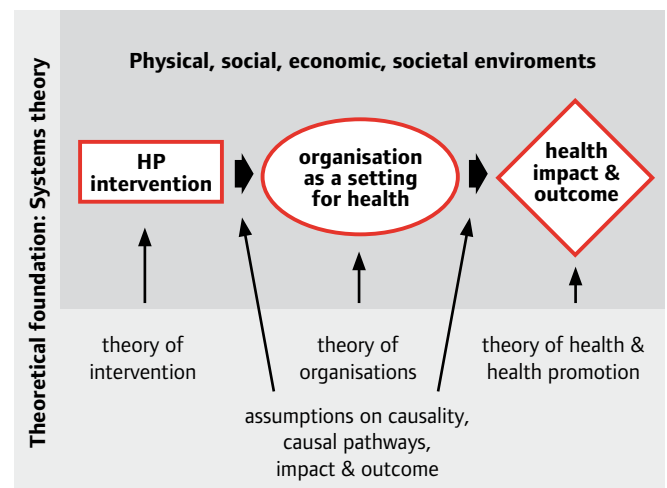 Theoretical foundation: Systems theory
Physical, social, economic, societal enviroments
HP
intervention
organisation
as a setting
for health
health
impact &
outcome
theory of
intervention
theory of
organisations
theory of health &
health promotion
assumptions on causality,
causal pathways,
impact & outcome